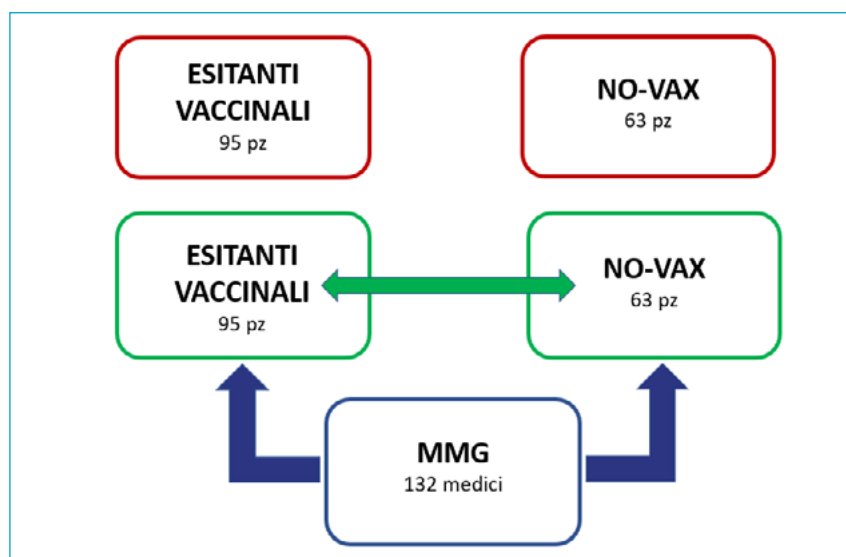 ESITANTI
VACCINALI
95 pz
NO-VAX
63 pz
ESITANTI
VACCINALI
95 pz
NO-VAX
63 pz
MMG
132 medici